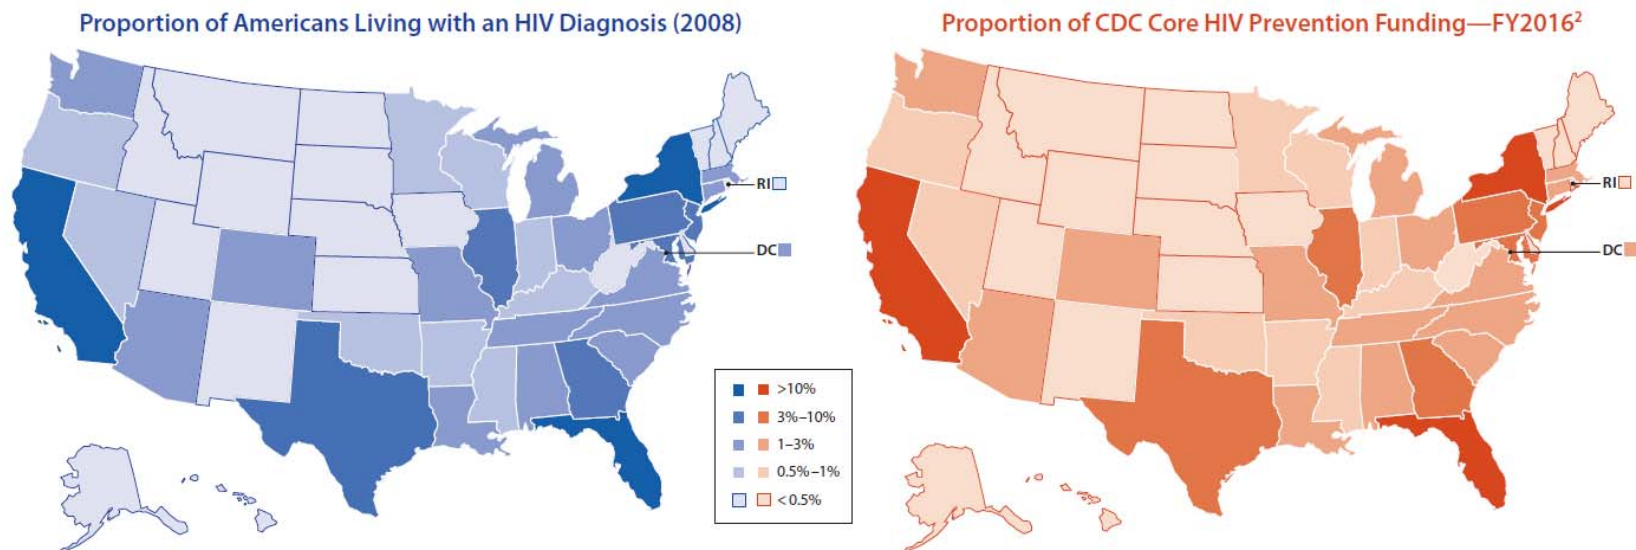 Proportion of Americans Living with an HIV Diagnosis (2008)
Proportion of CDC Core HIV Prevention Funding—FY2016²
RI
DC
RI
DC
>10%
3%–10%
1–3%
0.5%–1%
< 0.5%